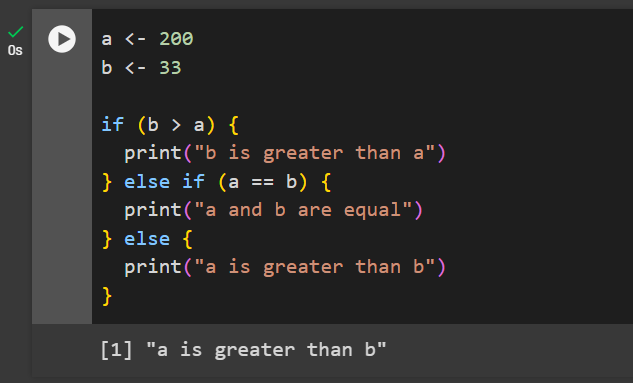 0s
a <- 200
b <- 33

if (b > a) {
  print("b is greater than a")
} else if (a == b) {
  print("a and b are equal")
} else {
  print("a is greater than b")
}
[1] "a is greater than b"